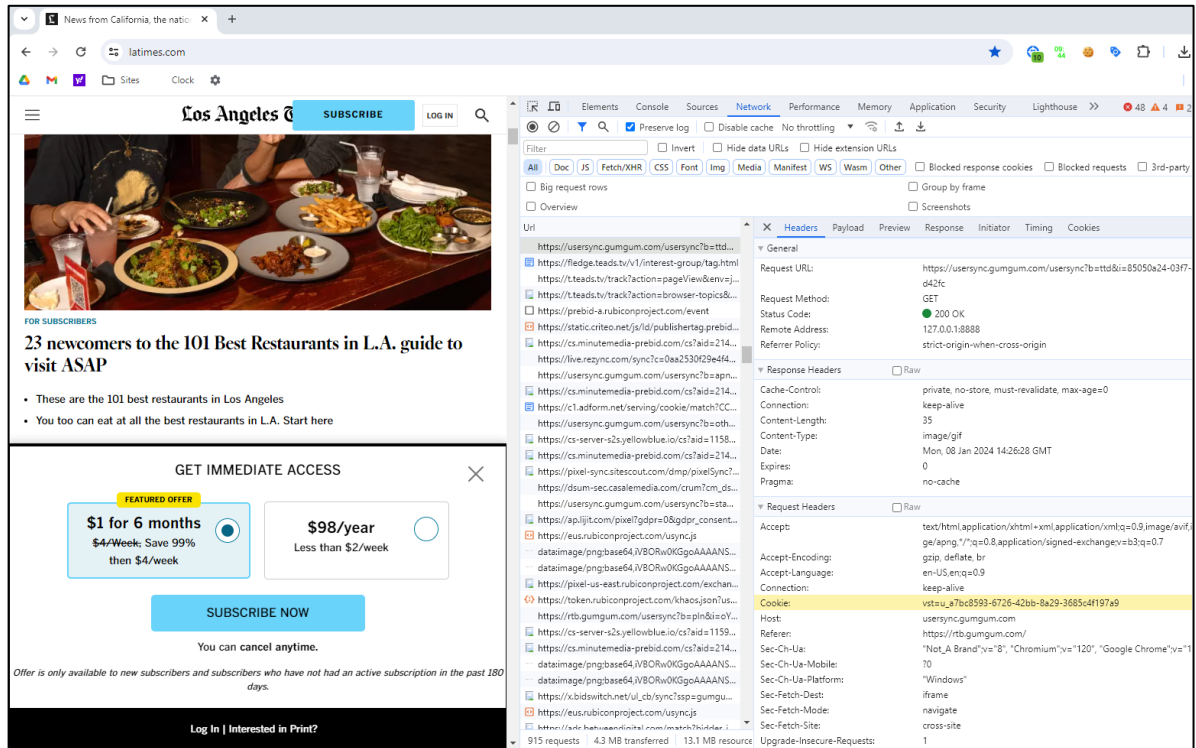 News from California, the natio
latimes.com
10
09:
44
Sites
Clock
Los Angeles T
SUBSCRIBE
LOG IN
FOR SUBSCRIBERS
23 newcomers to the 101 Best Restaurants in L.A. guide to
visit ASAP
These are the 101 best restaurants in Los Angeles
You too can eat at all the best restaurants in L.A. Start here
GET IMMEDIATE ACCESS
FEATURED OFFER
$1 for 6 months
$4/Week, Save 99%
then $4/week
$98/year
Less than $2/week
SUBSCRIBE NOW
You can cancel anytime.
Offer is only available to new subscribers and subscribers who have not had an active subscription in the past 180
days.
Log In | Interested in Print?
Elements Console Sources Network Performance Memory Application Security Lighthouse 48 4 2
Preserve log Disable cache No throttling
Filter Invert Hide data URLs Hide extension URLs
All Doc JS Fetch/XHR CSS Font Img Media Manifest WS Wasm Other Blocked response cookies Blocked requests 3rd-party
Big request rows Group by frame
Overview Screenshots
Url
https://usersync.gumgum.com/usersync?b=ttd...
https://fledge.teads.tv/v1/interest-group/tag.html
https://t.teads.tv/track?action=pageView&env=j...
https://t.teads.tv/track?action=browser-topics&...
https://prebid-a.rubiconproject.com/event
https://static.criteo.net/js/ld/publishertag.prebid...
https://cs.minutemedia-prebid.com/cs?aid=214...
https://live.rezync.com/sync?c=0aa2530f29e4f4...
https://usersync.gumgum.com/usersync?b=apn...
https://cs.minutemedia-prebid.com/cs?aid=214...
https://c1.adform.net/serving/cookie/match?CC...
https://usersync.gumgum.com/usersync?b=oth...
https://cs-server-s2s.yellowblue.io/cs?aid=1158...
https://cs.minutemedia-prebid.com/cs?aid=214...
https://pixel-sync.sitescout.com/dmp/pixelSync?...
https://dsum-sec.casalemedia.com/crum?cm_ds...
https://usersync.gumgum.com/usersync?b=sta...
https://ap.lijit.com/pixel?gdpr=0&gdpr_consent...
https://eus.rubiconproject.com/usync.js
data:image/png;base64,iVBORw0KGgoAAAANS...
data:image/png;base64,iVBORw0KGgoAAAANS...
https://pixel-us-east.rubiconproject.com/exchan...
https://token.rubiconproject.com/khaos.json?us...
https://rtb.gumgum.com/usersync?b=pln&i=oY...
https://cs-server-s2s.yellowblue.io/cs?aid=1159...
https://cs.minutemedia-prebid.com/cs?aid=214...
data:image/png;base64,iVBORw0KGgoAAAANS...
data:image/png;base64,iVBORw0KGgoAAAANS...
https://x.bidswitch.net/ul_cb/sync?ssp=gumgu...
https://eus.rubiconproject.com/usync.js
https://ads.betweendigital.com/match?bidder_i...
915 requests 4.3 MB transferred 13.1 MB resource
Headers Payload Preview Response Initiator Timing Cookies
General
Request URL: https://usersync.gumgum.com/usersync?b=ttd&i=85050a24-03f7-
d42fc
Request Method: GET
Status Code: 200 OK
Remote Address: 127.0.0.1:8888
Referrer Policy: strict-origin-when-cross-origin
Response Headers Raw
Cache-Control: private, no-store, must-revalidate, max-age=0
Connection: keep-alive
Content-Length: 35
Content-Type: image/gif
Date: Mon, 08 Jan 2024 14:26:28 GMT
Expires: 0
Pragma: no-cache
Request Headers Raw
Accept: text/html,application/xhtml+xml,application/xml;q=0.9,image/avif,i
ge/apng,*/*;q=0.8,application/signed-exchange;v=b3;q=0.7
Accept-Encoding: gzip, deflate, br
Accept-Language: en-US,en;q=0.9
Connection: keep-alive
Cookie: vst=u_a7bc8593-6726-42bb-8a29-3685c4f197a9
Host: usersync.gumgum.com
Referer: https://rtb.gumgum.com/
Sec-Ch-Ua: "Not_A Brand";v="8", "Chromium";v="120", "Google Chrome";v="1
Sec-Ch-Ua-Mobile: ?0
Sec-Ch-Ua-Platform: "Windows"
Sec-Fetch-Dest: iframe
Sec-Fetch-Mode: navigate
Sec-Fetch-Site: cross-site
Upgrade-Insecure-Requests: 1